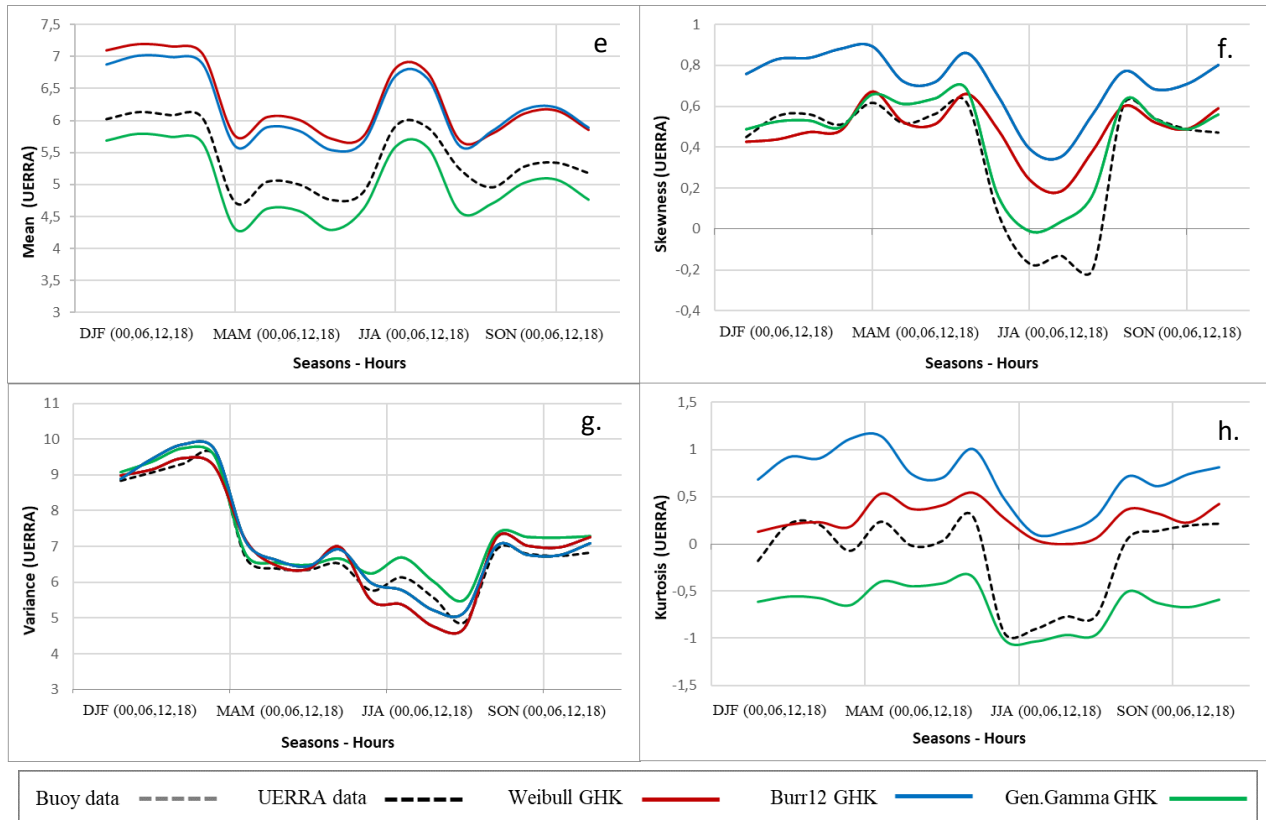 e
7,5
7
6,5
6
5,5
5
4,5
4
3,5
3
Mean (UERRA)
DJF (00,06,12,18) MAM (00,06,12,18) JJA (00,06,12,18) SON (00,06,12,18)
Seasons - Hours
f.
1
0,8
0,6
0,4
0,2
0
-0,2
-0,4
Skewness (UERRA)
DJF (00,06,12,18) MAM (00,06,12,18) JJA (00,06,12,18) SON (00,06,12,18)
Seasons - Hours
g.
11
10
9
8
7
6
5
4
3
Variance (UERRA)
DJF (00,06,12,18) MAM (00,06,12,18) JJA (00,06,12,18) SON (00,06,12,18)
Seasons - Hours
h.
1,5
1
0,5
0
-0,5
-1
-1,5
Kurtosis (UERRA)
DJF (00,06,12,18) MAM (00,06,12,18) JJA (00,06,12,18) SON (00,06,12,18)
Seasons - Hours
Buoy data UERRA data Weibull GHK Burr12 GHK Gen.Gamma GHK